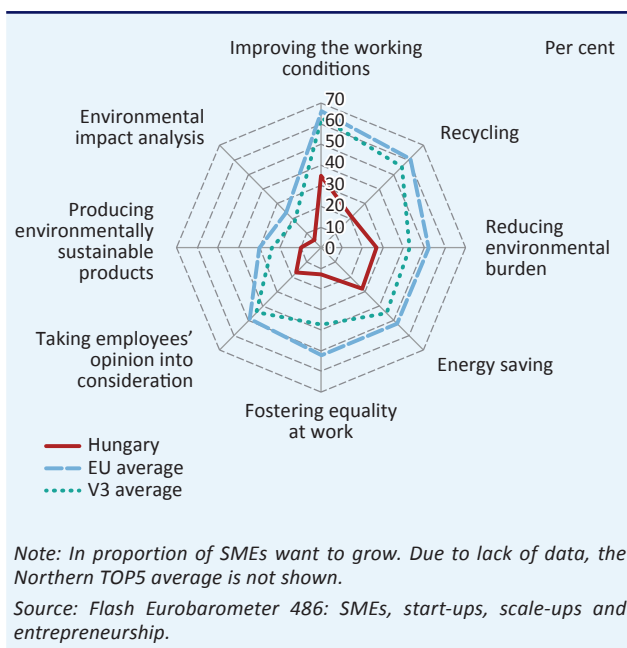 Improving the working
conditions
Per cent
Environmental
impact analysis
Recycling
70
60
50
40
30
20
10
0
Producing
environmentally
sustainable
products
Reducing
environmental
burden
Taking employees’
opinion into
consideration
Energy saving
Fostering equality
at work
Hungary
EU average
V3 average
Note: In proportion of SMEs want to grow. Due to lack of data, the
Northern TOP5 average is not shown.
Source: Flash Eurobarometer 486: SMEs, start-ups, scale-ups and
entrepreneurship.